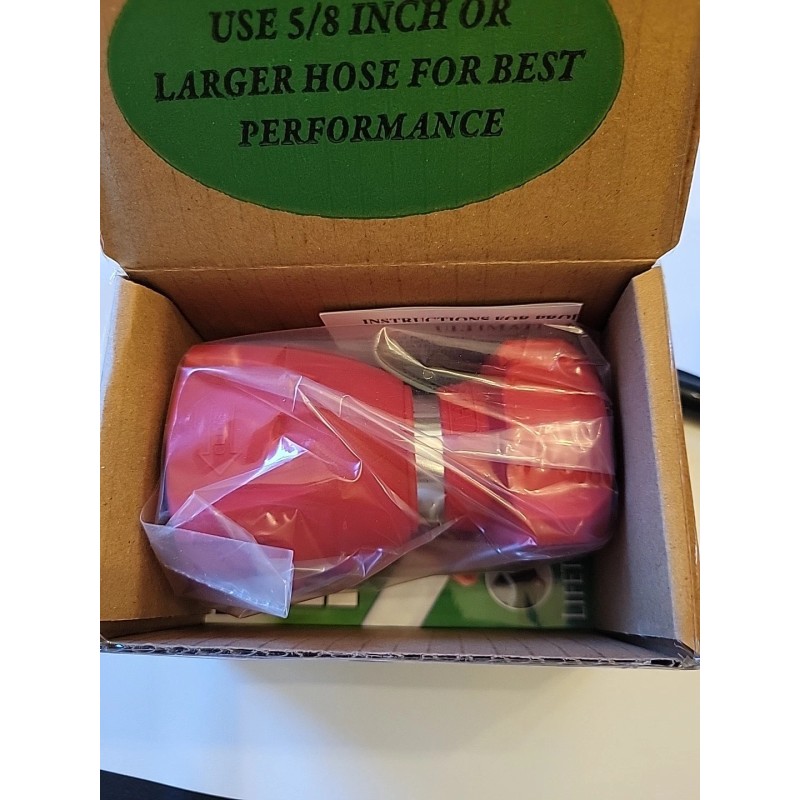 USE 5/8 INCH OR
LARGER HOSE FOR BEST
PERFORMANCE
INSTRUCTIONS FOR